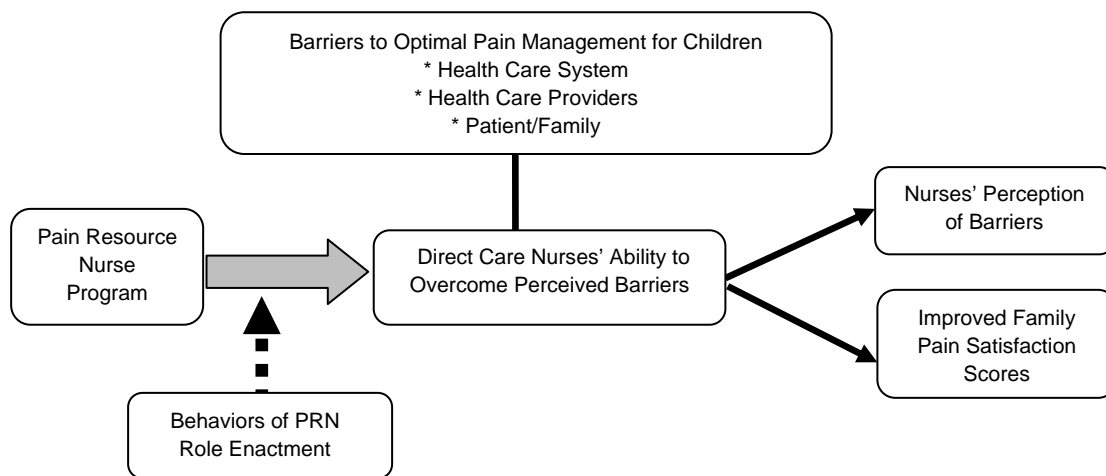 Barriers to Optimal Pain Management for Children
* Health Care System
* Health Care Providers
* Patient/Family
Pain Resource
Nurse
Program
Direct Care Nurses’ Ability to
Overcome Perceived Barriers
Nurses’ Perception
of Barriers
Improved Family
Pain Satisfaction
Scores
Behaviors of PRN
Role Enactment